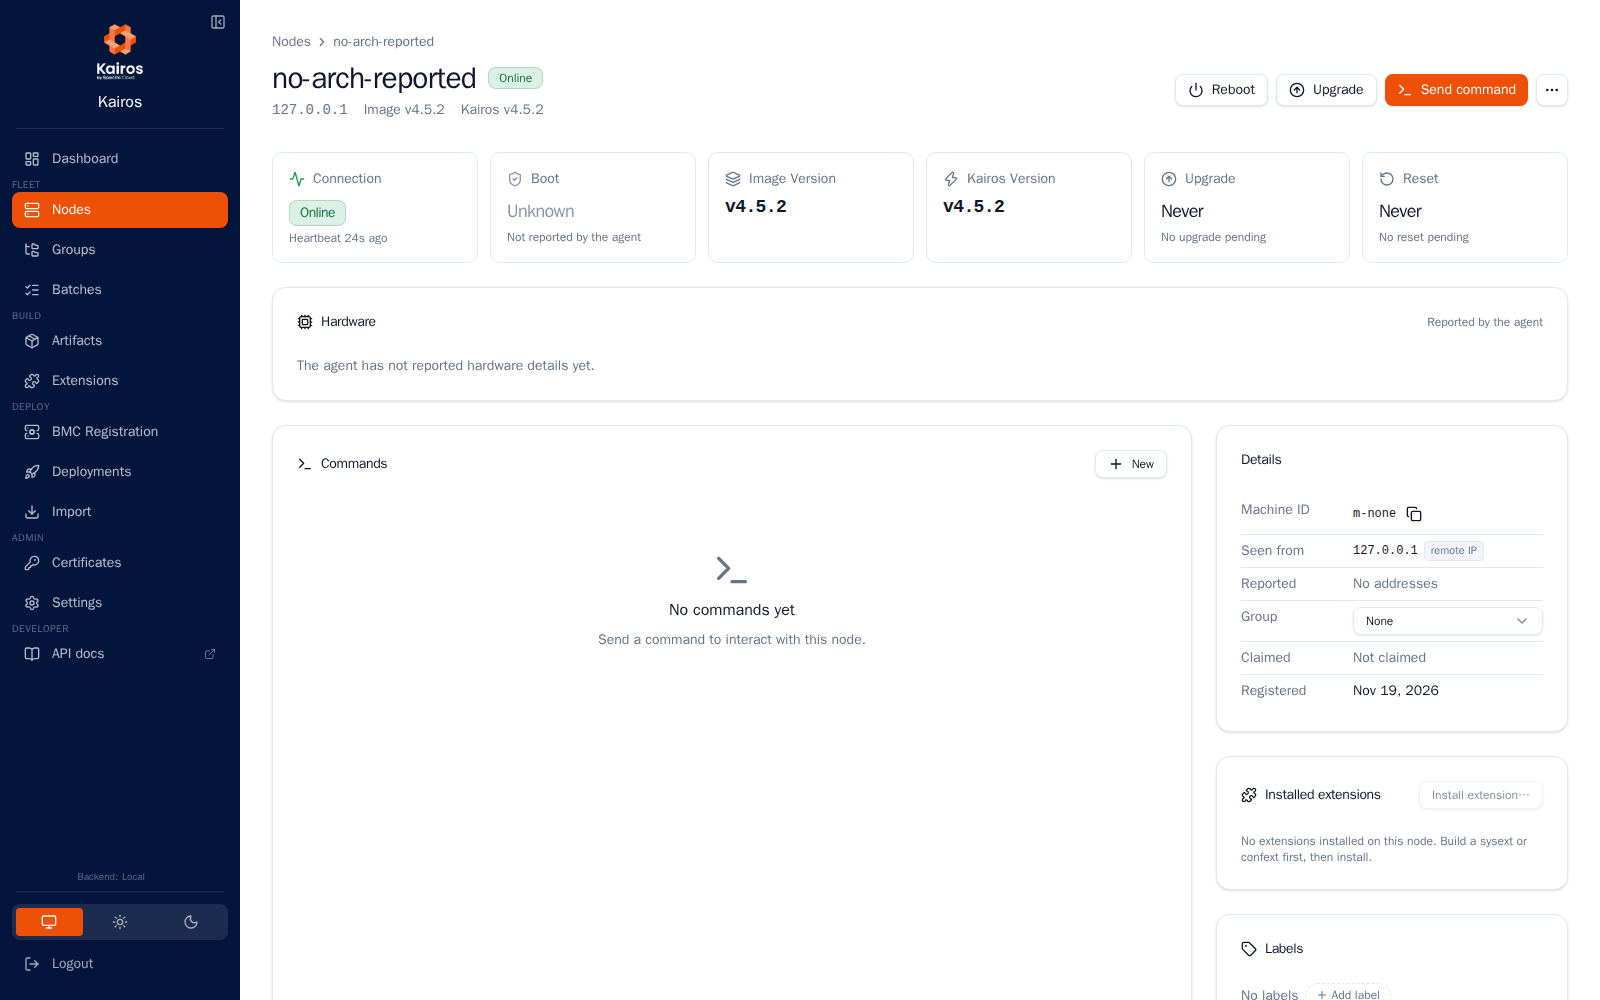 Kairos
by Spectro Cloud
Kairos
Dashboard
FLEET
Nodes
Groups
Batches
BUILD
Artifacts
Extensions
DEPLOY
BMC Registration
Deployments
Import
ADMIN
Certificates
Settings
DEVELOPER
API docs
Backend: Local
Logout
Nodes > no-arch-reported
no-arch-reported Online
127.0.0.1 Image v4.5.2 Kairos v4.5.2
Reboot Upgrade Send command ...
Connection
Online
Heartbeat 24s ago
Boot
Unknown
Not reported by the agent
Image Version
v4.5.2
Kairos Version
v4.5.2
Upgrade
Never
No upgrade pending
Reset
Never
No reset pending
Hardware Reported by the agent
The agent has not reported hardware details yet.
Commands New
No commands yet
Send a command to interact with this node.
Details
Machine ID m-none
Seen from 127.0.0.1 remote IP
Reported No addresses
Group None
Claimed Not claimed
Registered Nov 19, 2026
Installed extensions Install extension…
No extensions installed on this node. Build a sysext or
confext first, then install.
Labels
No labels + Add label